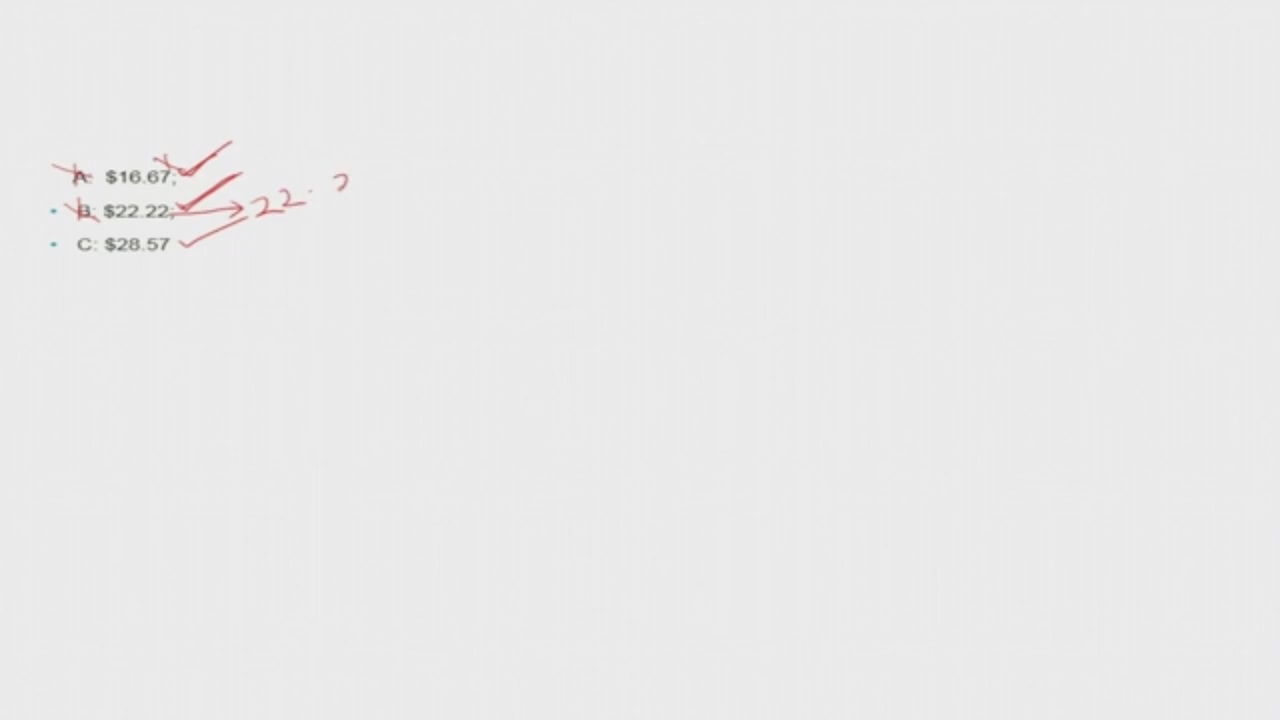 A: $16.67;
• B: $22.22; 22.
• C: $28.57